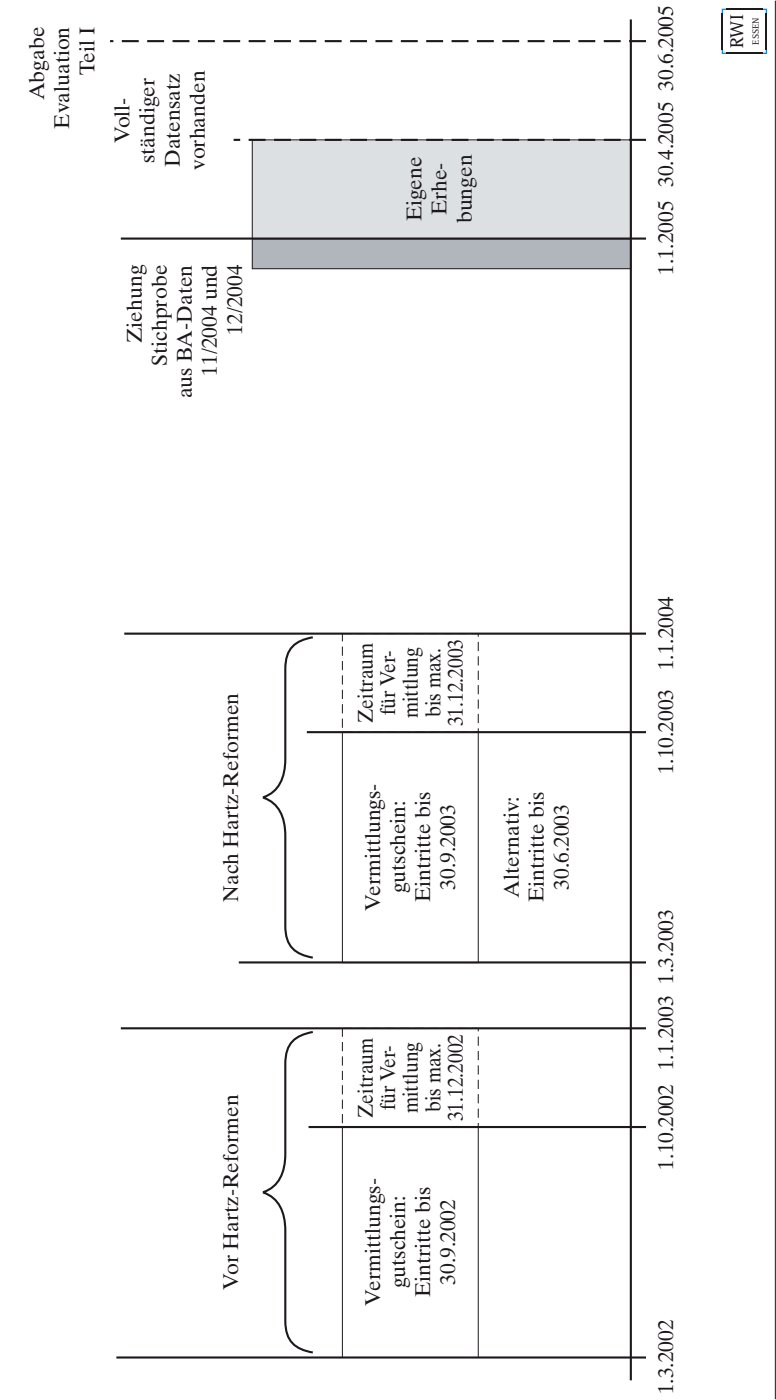 Abgabe
Evaluation
Teil I
Voll-
ständiger
Datensatz
vorhanden
Ziehung
Stichprobe
aus BA-Daten
11/2004 und
12/2004
Vor Hartz-Reformen
Nach Hartz-Reformen
Vermittlungs-
gutschein:
Eintritte bis
30.9.2002
Zeitraum
für Ver-
mittlung
bis max.
31.12.2002
Vermittlungs-
gutschein:
Eintritte bis
30.9.2003
Zeitraum
für Ver-
mittlung
bis max.
31.12.2003
Alternativ:
Eintritte bis
30.6.2003
Eigene
Erhe-
bungen
1.3.2002
1.10.2002
1.1.2003
1.3.2003
1.10.2003
1.1.2004
1.1.2005
30.4.2005
30.6.2005
RWI
ESSEN